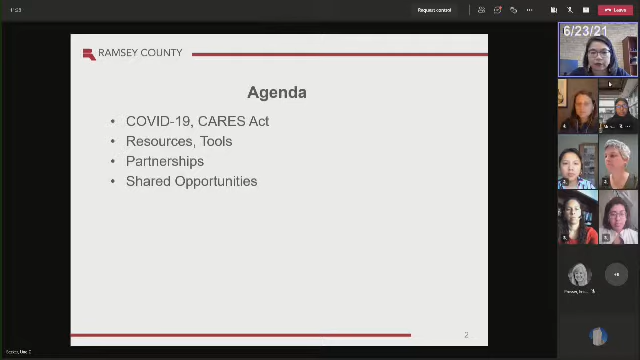 Request control
Leave
6/23/21
RAMSEY COUNTY
Agenda
• COVID-19, CARES Act
• Resources, Tools
• Partnerships
• Shared Opportunities
2